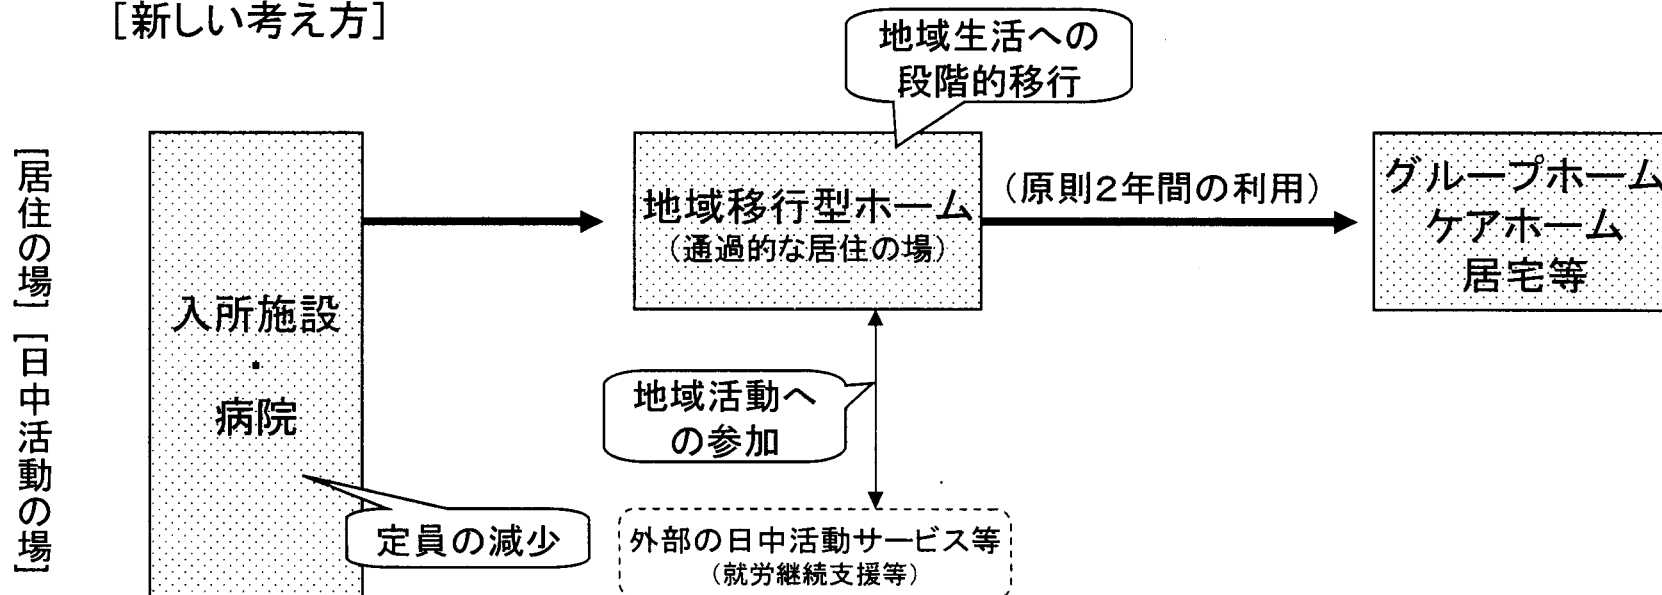 ［新しい考え方］
地域生活への
段階的移行
［居住の場］
［日中活動の場］
入所施設
・
病院
定員の減少
地域移行型ホーム
（通過的な居住の場）
（原則2年間の利用）
グループホーム
ケアホーム
居宅等
地域活動へ
の参加
外部の日中活動サービス等
（就労継続支援等）